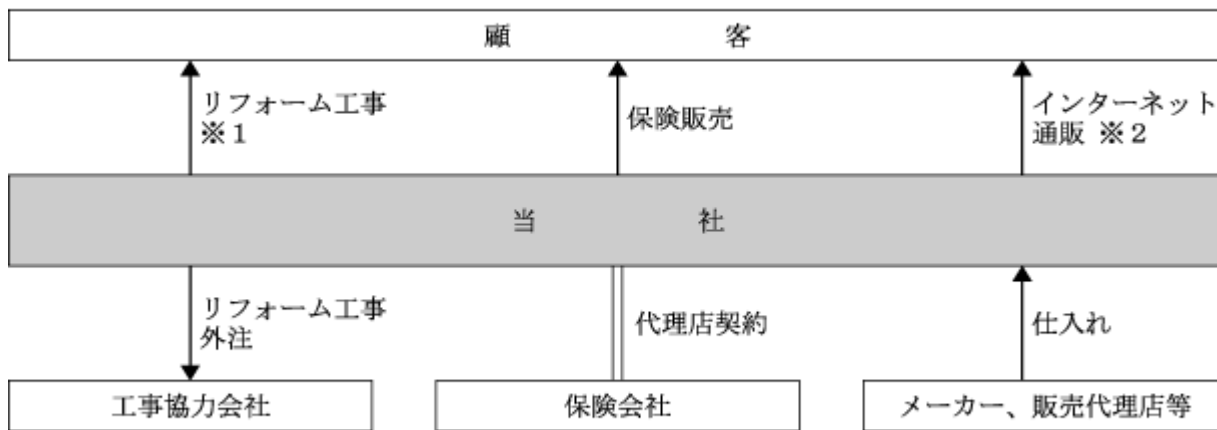 顧　客
リフォーム工事
※1
保険販売
インターネット
通販 ※2
当　社
リフォーム工事
外注
代理店契約
仕入れ
工事協力会社
保険会社
メーカー、販売代理店等